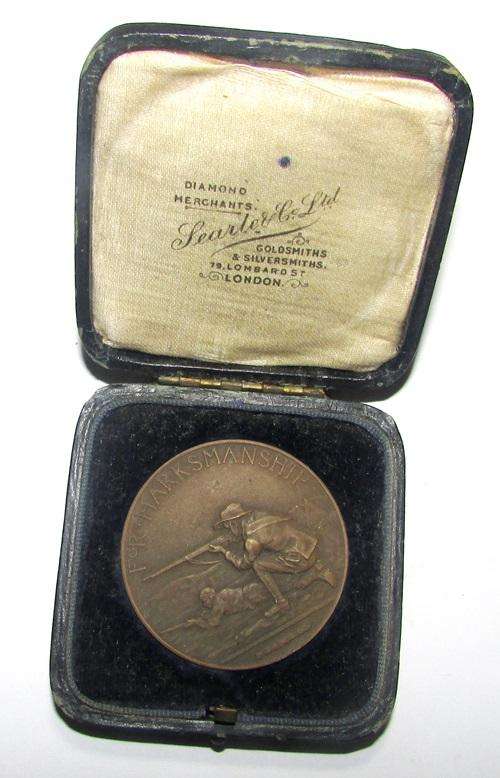 DIAMOND
MERCHANTS.
Searle & Co. Ltd
GOLDSMITHS
& SILVERSMITHS.
79, LOMBARD ST
LONDON.
FOR MARKSMANSHIP